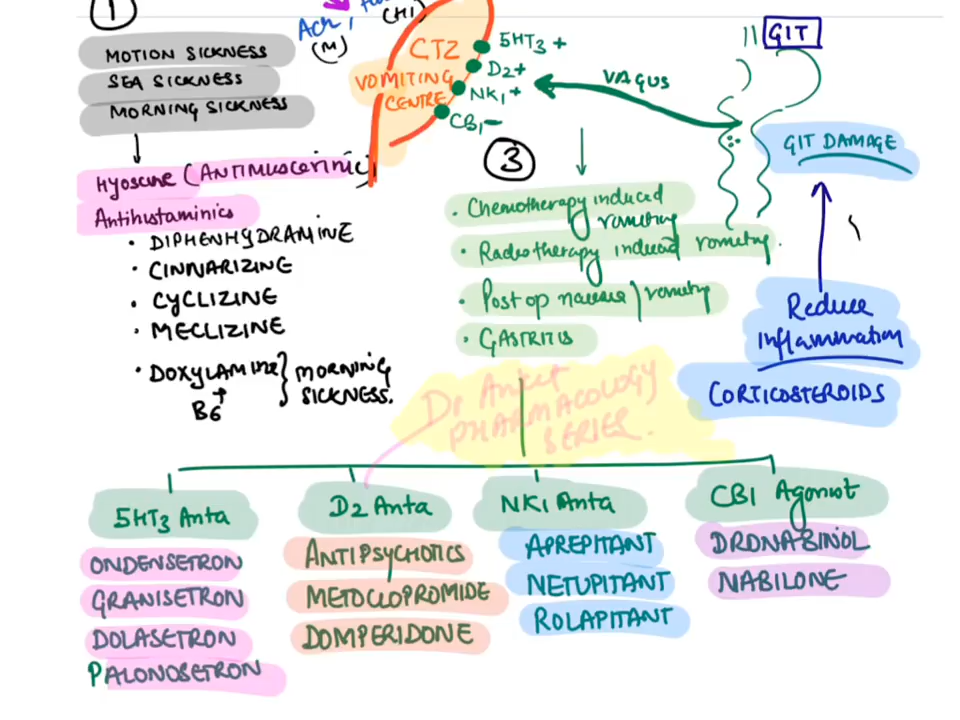 1
Ach,
(M)
(H1)
MOTION SICKNESS
SEA SICKNESS
MORNING SICKNESS
Hyoscine (ANTIMUSCARINIC)
Antihistaminics
• DIPHENHYDRAMINE
• CINNARIZINE
• CYCLIZINE
• MECLIZINE
• DOXYLAMINE } MORNING SICKNESS.
+
B6
CTZ
VOMITING
CENTRE
5HT3 +
D2+
NK1+
CB1-
VAGUS
|| GIT
GIT DAMAGE
Reduce
Inflammation
CORTICOSTEROIDS
3
• Chemotherapy induced
vomiting
• Radiotherapy induced vomiting.
• Post op nausea / vomiting
• GASTRITIS
Dr Ankit
PHARMACOLOGY
SERIES.
5HT3 Anta
ONDENSETRON
GRANISETRON
DOLASETRON
PALONOSETRON
D2 Anta
ANTIPSYCHOTICS
METOCLOPROMIDE
DOMPERIDONE
NK1 Anta
APREPITANT
NETUPITANT
ROLAPITANT
CB1 Agonist
DRONABINOL
NABILONE